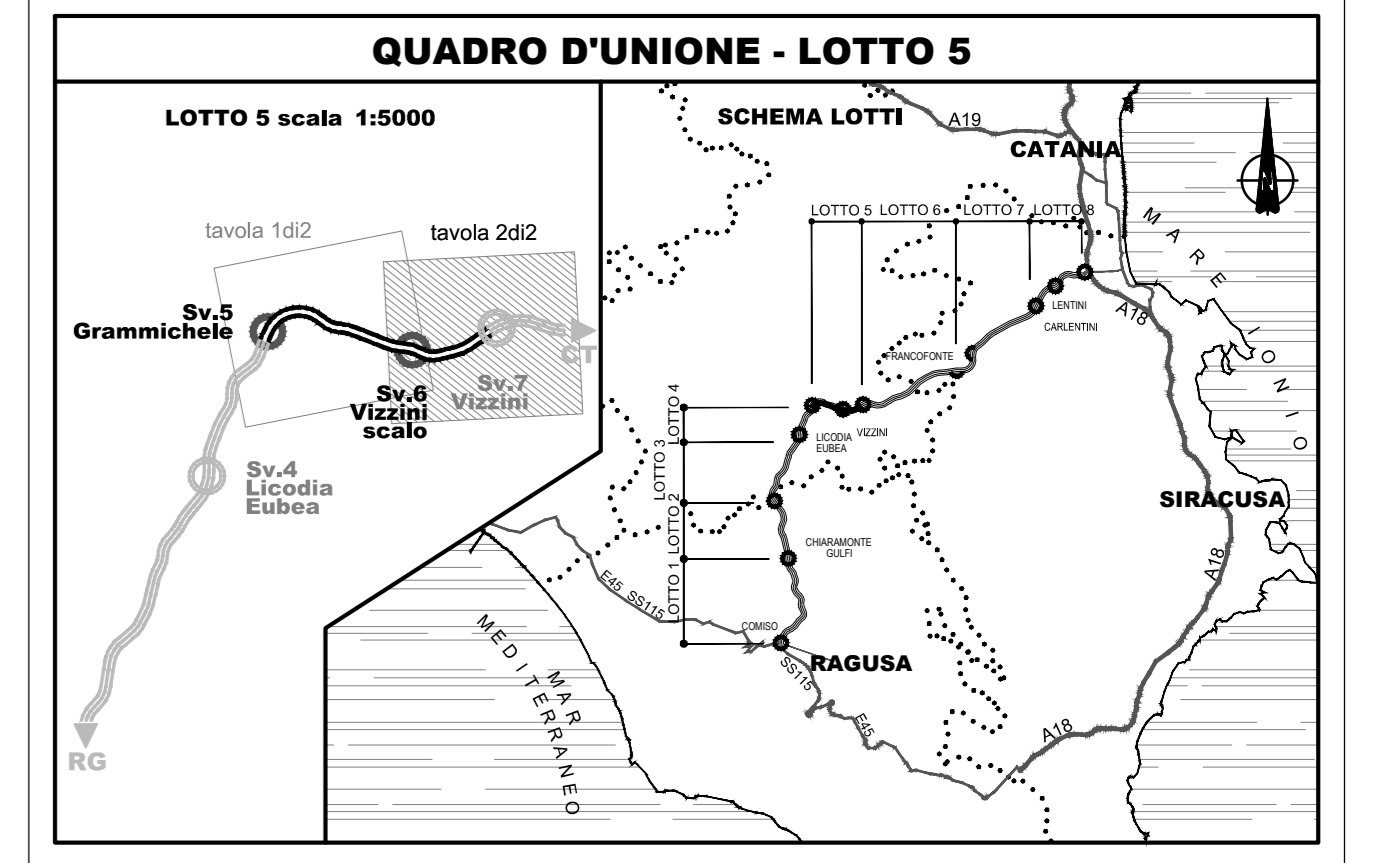 QUADRO D'UNIONE - LOTTO 5
LOTTO 5 scala 1:5000
tavola 1di2
tavola 2di2
Sv.5
Grammichele
Sv.6
Vizzini
scalo
Sv.7
Vizzini
CT
Sv.4
Licodia
Eubea
RG
SCHEMA LOTTI
A19
CATANIA
N
LOTTO 5
LOTTO 6
LOTTO 7
LOTTO 8
MARE IONIO
LENTINI
CARLENTINI
A18
FRANCOFONTE
LOTTO 4
LOTTO 3
LOTTO 2
LOTTO 1
LICODIA
EUBEA
VIZZINI
SIRACUSA
CHIARAMONTE
GULFI
A18
E45 SS115
COMISO
RAGUSA
SS115
E45
A18
MAR
MEDITERRANEO